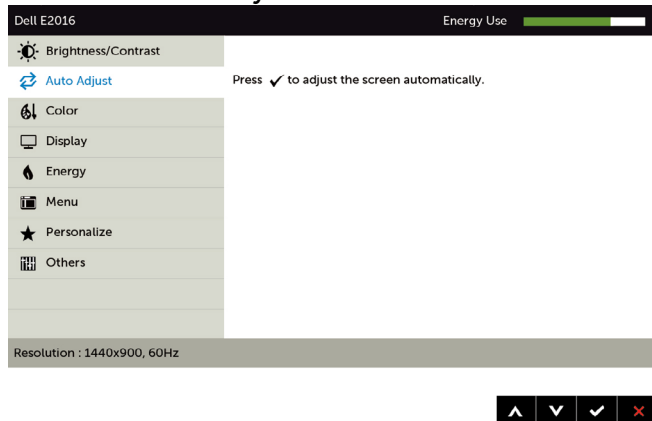 Dell E2016
Energy Use
Brightness/Contrast
Auto Adjust
Press ✓ to adjust the screen automatically.
Color
Display
Energy
Menu
Personalize
Others
Resolution : 1440x900, 60Hz